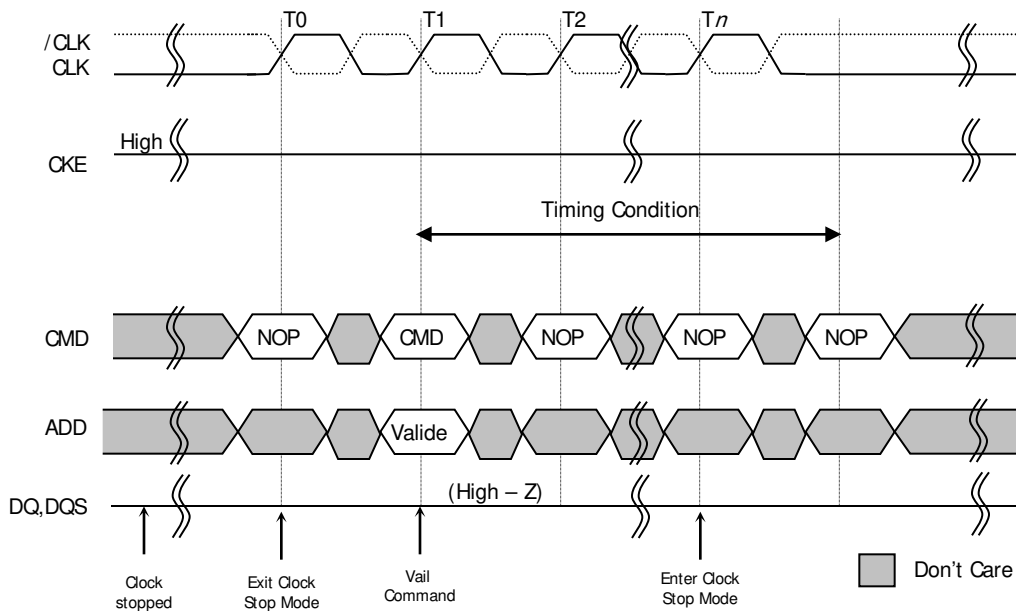 T0 T1 T2 Tn
/CLK
CLK
High
CKE
Timing Condition
CMD NOP CMD NOP NOP NOP
ADD Valide
(High – Z)
DQ,DQS
Clock
stopped
Exit Clock
Stop Mode
Vail
Command
Enter Clock
Stop Mode
Don't Care